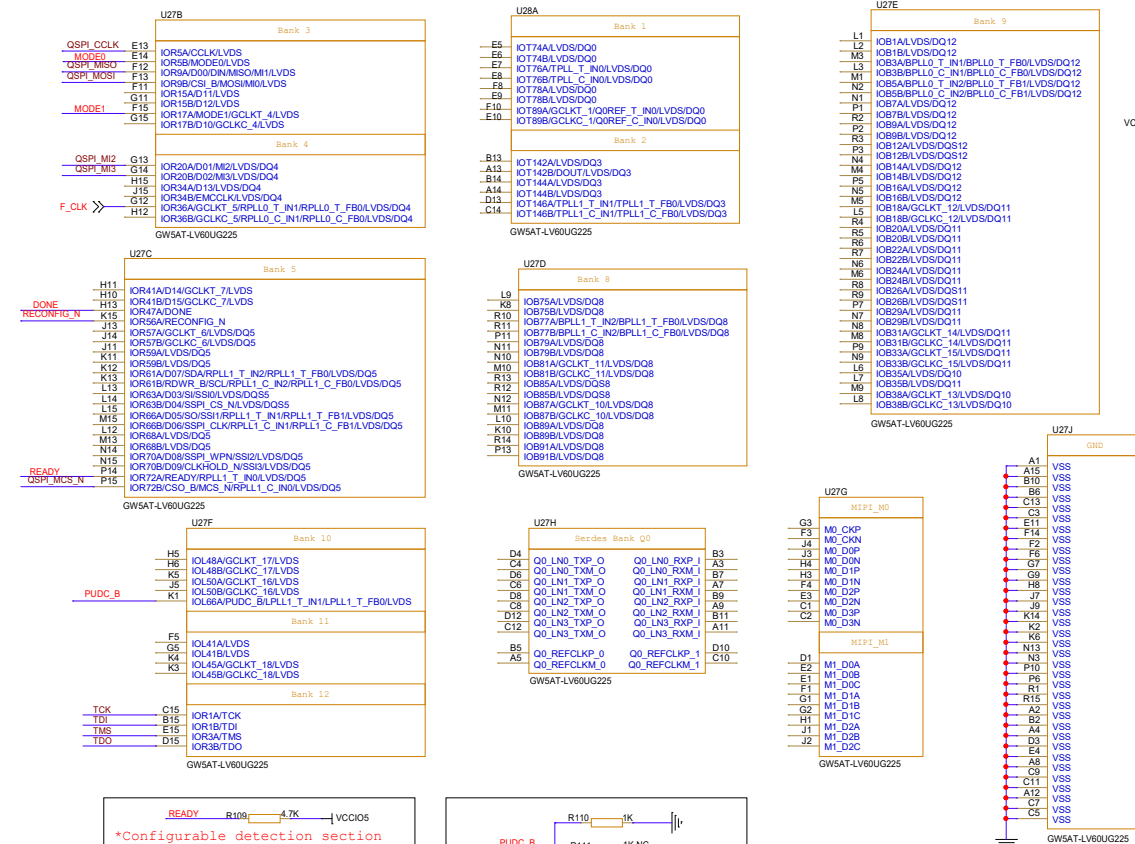 U27B
Bank 3
QSPI_CCLK E13 IOR5A/CCLK/LVDS
MODE0 E14 IOR5B/MODE0/LVDS
QSPI_MISO F12 IOR9A/D00/DIN/MISO/MI1/LVDS
QSPI_MOSI F13 IOR9B/CSI_B/MOSI/MI0/LVDS
F11 IOR15A/D11/LVDS
G11 IOR15B/D12/LVDS
MODE1 F15 IOR17A/MODE1/GCLKT_4/LVDS
G15 IOR17B/D10/GCLKC_4/LVDS
Bank 4
QSPI_MI2 G13 IOR20A/D01/MI2/LVDS/DQ4
QSPI_MI3 G14 IOR20B/D02/MI3/LVDS/DQ4
H15 IOR34A/D13/LVDS/DQ4
J15 IOR34B/EMCCLK/LVDS/DQ4
F_CLK G12 IOR36A/GCLKT_5/RPLL0_T_IN1/RPLL0_T_FB0/LVDS/DQ4
H12 IOR36B/GCLKC_5/RPLL0_C_IN1/RPLL0_C_FB0/LVDS/DQ4
GW5AT-LV60UG225
U28A
Bank 1
E5 IOT74A/LVDS/DQ0
E6 IOT74B/LVDS/DQ0
E7 IOT76A/TPLL_T_IN0/LVDS/DQ0
E8 IOT76B/TPLL_C_IN0/LVDS/DQ0
F8 IOT78A/LVDS/DQ0
E9 IOT78B/LVDS/DQ0
F10 IOT89A/GCLKT_1/Q0REF_T_IN0/LVDS/DQ0
E10 IOT89B/GCLKC_1/Q0REF_C_IN0/LVDS/DQ0
Bank 2
B13 IOT142A/LVDS/DQ3
A13 IOT142B/DOUT/LVDS/DQ3
B14 IOT144A/LVDS/DQ3
A14 IOT144B/LVDS/DQ3
D13 IOT146A/TPLL1_T_IN1/TPLL1_T_FB0/LVDS/DQ3
C14 IOT146B/TPLL1_C_IN1/TPLL1_C_FB0/LVDS/DQ3
GW5AT-LV60UG225
U27E
Bank 9
L1 IOB1A/LVDS/DQ12
L2 IOB1B/LVDS/DQ12
M3 IOB3A/BPLL0_T_IN1/BPLL0_T_FB0/LVDS/DQ12
L3 IOB3B/BPLL0_C_IN1/BPLL0_C_FB0/LVDS/DQ12
M1 IOB5A/BPLL0_T_IN2/BPLL0_T_FB1/LVDS/DQ12
N2 IOB5B/BPLL0_C_IN2/BPLL0_C_FB1/LVDS/DQ12
N1 IOB7A/LVDS/DQ12
P1 IOB7B/LVDS/DQ12
R2 IOB9A/LVDS/DQ12
P2 IOB9B/LVDS/DQ12
R3 IOB12A/LVDS/DQS12
P3 IOB12B/LVDS/DQS12
N4 IOB14A/LVDS/DQ12
M4 IOB14B/LVDS/DQ12
P5 IOB16A/LVDS/DQ12
N5 IOB16B/LVDS/DQ12
M5 IOB18A/GCLKT_12/LVDS/DQ11
L5 IOB18B/GCLKC_12/LVDS/DQ11
R4 IOB20A/LVDS/DQ11
R5 IOB20B/LVDS/DQ11
R6 IOB22A/LVDS/DQ11
R7 IOB22B/LVDS/DQ11
N6 IOB24A/LVDS/DQ11
M6 IOB24B/LVDS/DQ11
R8 IOB26A/LVDS/DQS11
R9 IOB26B/LVDS/DQS11
P7 IOB29A/LVDS/DQ11
N7 IOB29B/LVDS/DQ11
N8 IOB31A/GCLKT_14/LVDS/DQ11
M8 IOB31B/GCLKC_14/LVDS/DQ11
P9 IOB33A/GCLKT_15/LVDS/DQ11
N9 IOB33B/GCLKC_15/LVDS/DQ11
L6 IOB35A/LVDS/DQ10
L7 IOB35B/LVDS/DQ11
M9 IOB38A/GCLKT_13/LVDS/DQ10
L8 IOB38B/GCLKC_13/LVDS/DQ10
GW5AT-LV60UG225
U27C
Bank 5
H11 IOR41A/D14/GCLKT_7/LVDS
H10 IOR41B/D15/GCLKC_7/LVDS
DONE H13 IOR47A/DONE
RECONFIG_N K15 IOR56A/RECONFIG_N
J13 IOR57A/GCLKT_6/LVDS/DQ5
J14 IOR57B/GCLKC_6/LVDS/DQ5
J11 IOR59A/LVDS/DQ5
K11 IOR59B/LVDS/DQ5
K12 IOR61A/D07/SDA/RPLL1_T_IN2/RPLL1_T_FB0/LVDS/DQ5
K13 IOR61B/RDWR_B/SCL/RPLL1_C_IN2/RPLL1_C_FB0/LVDS/DQ5
L13 IOR63A/D03/SI/SSI0/LVDS/DQS5
L14 IOR63B/D04/SSPI_CS_N/LVDS/DQS5
L15 IOR66A/D05/SO/SSI1/RPLL1_T_IN1/RPLL1_T_FB1/LVDS/DQ5
M15 IOR66B/D06/SSPI_CLK/RPLL1_C_IN1/RPLL1_C_FB1/LVDS/DQ5
L12 IOR68A/LVDS/DQ5
M13 IOR68B/LVDS/DQ5
N14 IOR70A/D08/SSPI_WPN/SSI2/LVDS/DQ5
N15 IOR70B/D09/CLKHOLD_N/SSI3/LVDS/DQ5
READY P14 IOR72A/READY/RPLL1_T_IN0/LVDS/DQ5
QSPI_MCS_N P15 IOR72B/CSO_B/MCS_N/RPLL1_C_IN0/LVDS/DQ5
GW5AT-LV60UG225
U27D
Bank 8
L9 IOB75A/LVDS/DQ8
K8 IOB75B/LVDS/DQ8
R10 IOB77A/BPLL1_T_IN2/BPLL1_T_FB0/LVDS/DQ8
R11 IOB77B/BPLL1_C_IN2/BPLL1_C_FB0/LVDS/DQ8
P11 IOB79A/LVDS/DQ8
N11 IOB79B/LVDS/DQ8
N10 IOB81A/GCLKT_11/LVDS/DQ8
M10 IOB81B/GCLKC_11/LVDS/DQ8
R13 IOB85A/LVDS/DQS8
R12 IOB85B/LVDS/DQS8
N12 IOB87A/GCLKT_10/LVDS/DQ8
M11 IOB87B/GCLKC_10/LVDS/DQ8
L10 IOB89A/LVDS/DQ8
K10 IOB89B/LVDS/DQ8
R14 IOB91A/LVDS/DQ8
P13 IOB91B/LVDS/DQ8
GW5AT-LV60UG225
U27F
Bank 10
H5 IOL48A/GCLKT_17/LVDS
H6 IOL48B/GCLKC_17/LVDS
K5 IOL50A/GCLKT_16/LVDS
J5 IOL50B/GCLKC_16/LVDS
PUDC_B K1 IOL66A/PUDC_B/LPLL1_T_IN1/LPLL1_T_FB0/LVDS
Bank 11
F5 IOL41A/LVDS
G5 IOL41B/LVDS
K4 IOL45A/GCLKT_18/LVDS
K3 IOL45B/GCLKC_18/LVDS
Bank 12
TCK C15 IOR1A/TCK
TDI B15 IOR1B/TDI
TMS E15 IOR3A/TMS
TDO D15 IOR3B/TDO
GW5AT-LV60UG225
U27H
Serdes Bank Q0
D4 Q0_LN0_TXP_O Q0_LN0_RXP_I B3
C4 Q0_LN0_TXM_O Q0_LN0_RXM_I A3
D6 Q0_LN1_TXP_O Q0_LN1_RXP_I B7
C6 Q0_LN1_TXM_O Q0_LN1_RXM_I A7
D8 Q0_LN2_TXP_O Q0_LN2_RXP_I B9
C8 Q0_LN2_TXM_O Q0_LN2_RXM_I A9
D12 Q0_LN3_TXP_O Q0_LN3_RXP_I B11
C12 Q0_LN3_TXM_O Q0_LN3_RXM_I A11
B5 Q0_REFCLKP_0 Q0_REFCLKP_1 D10
A5 Q0_REFCLKM_0 Q0_REFCLKM_1 C10
GW5AT-LV60UG225
U27G
MIPI_M0
G3 M0_CKP
F3 M0_CKN
J4 M0_D0P
J3 M0_D0N
H4 M0_D1P
H3 M0_D1N
F4 M0_D2P
E3 M0_D2N
C1 M0_D3P
C2 M0_D3N
MIPI_M1
D1 M1_D0A
E2 M1_D0B
E1 M1_D0C
F1 M1_D1A
G1 M1_D1B
G2 M1_D1C
H1 M1_D2A
J1 M1_D2B
J2 M1_D2C
GW5AT-LV60UG225
U27J
GND
A1 VSS
A15 VSS
B10 VSS
B6 VSS
C13 VSS
C3 VSS
E11 VSS
F14 VSS
F2 VSS
F6 VSS
G7 VSS
G9 VSS
H8 VSS
J7 VSS
J9 VSS
K14 VSS
K2 VSS
K6 VSS
N13 VSS
N3 VSS
P10 VSS
P6 VSS
R1 VSS
R15 VSS
A2 VSS
B2 VSS
A4 VSS
D3 VSS
E4 VSS
A8 VSS
C9 VSS
C11 VSS
A12 VSS
C7 VSS
C5 VSS
GW5AT-LV60UG225
READY R109 4.7K VCCIO5
*Configurable detection section
R110 1K
PUDC_B